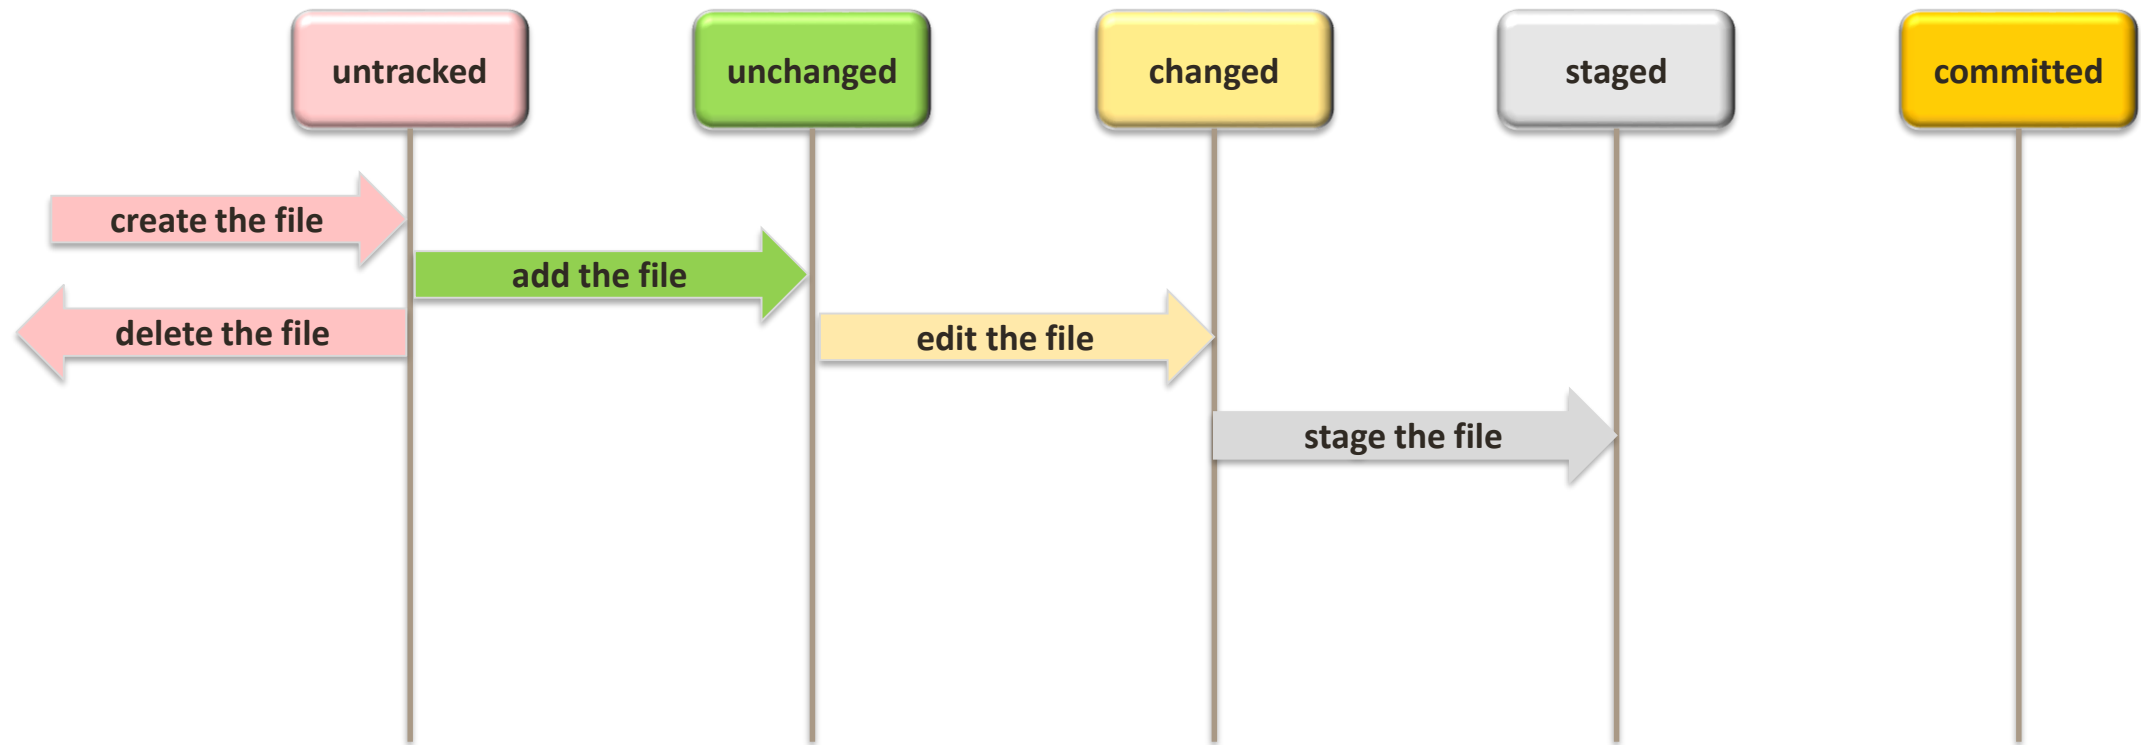 untracked
unchanged
changed
staged
committed
create the file
add the file
delete the file
edit the file
stage the file